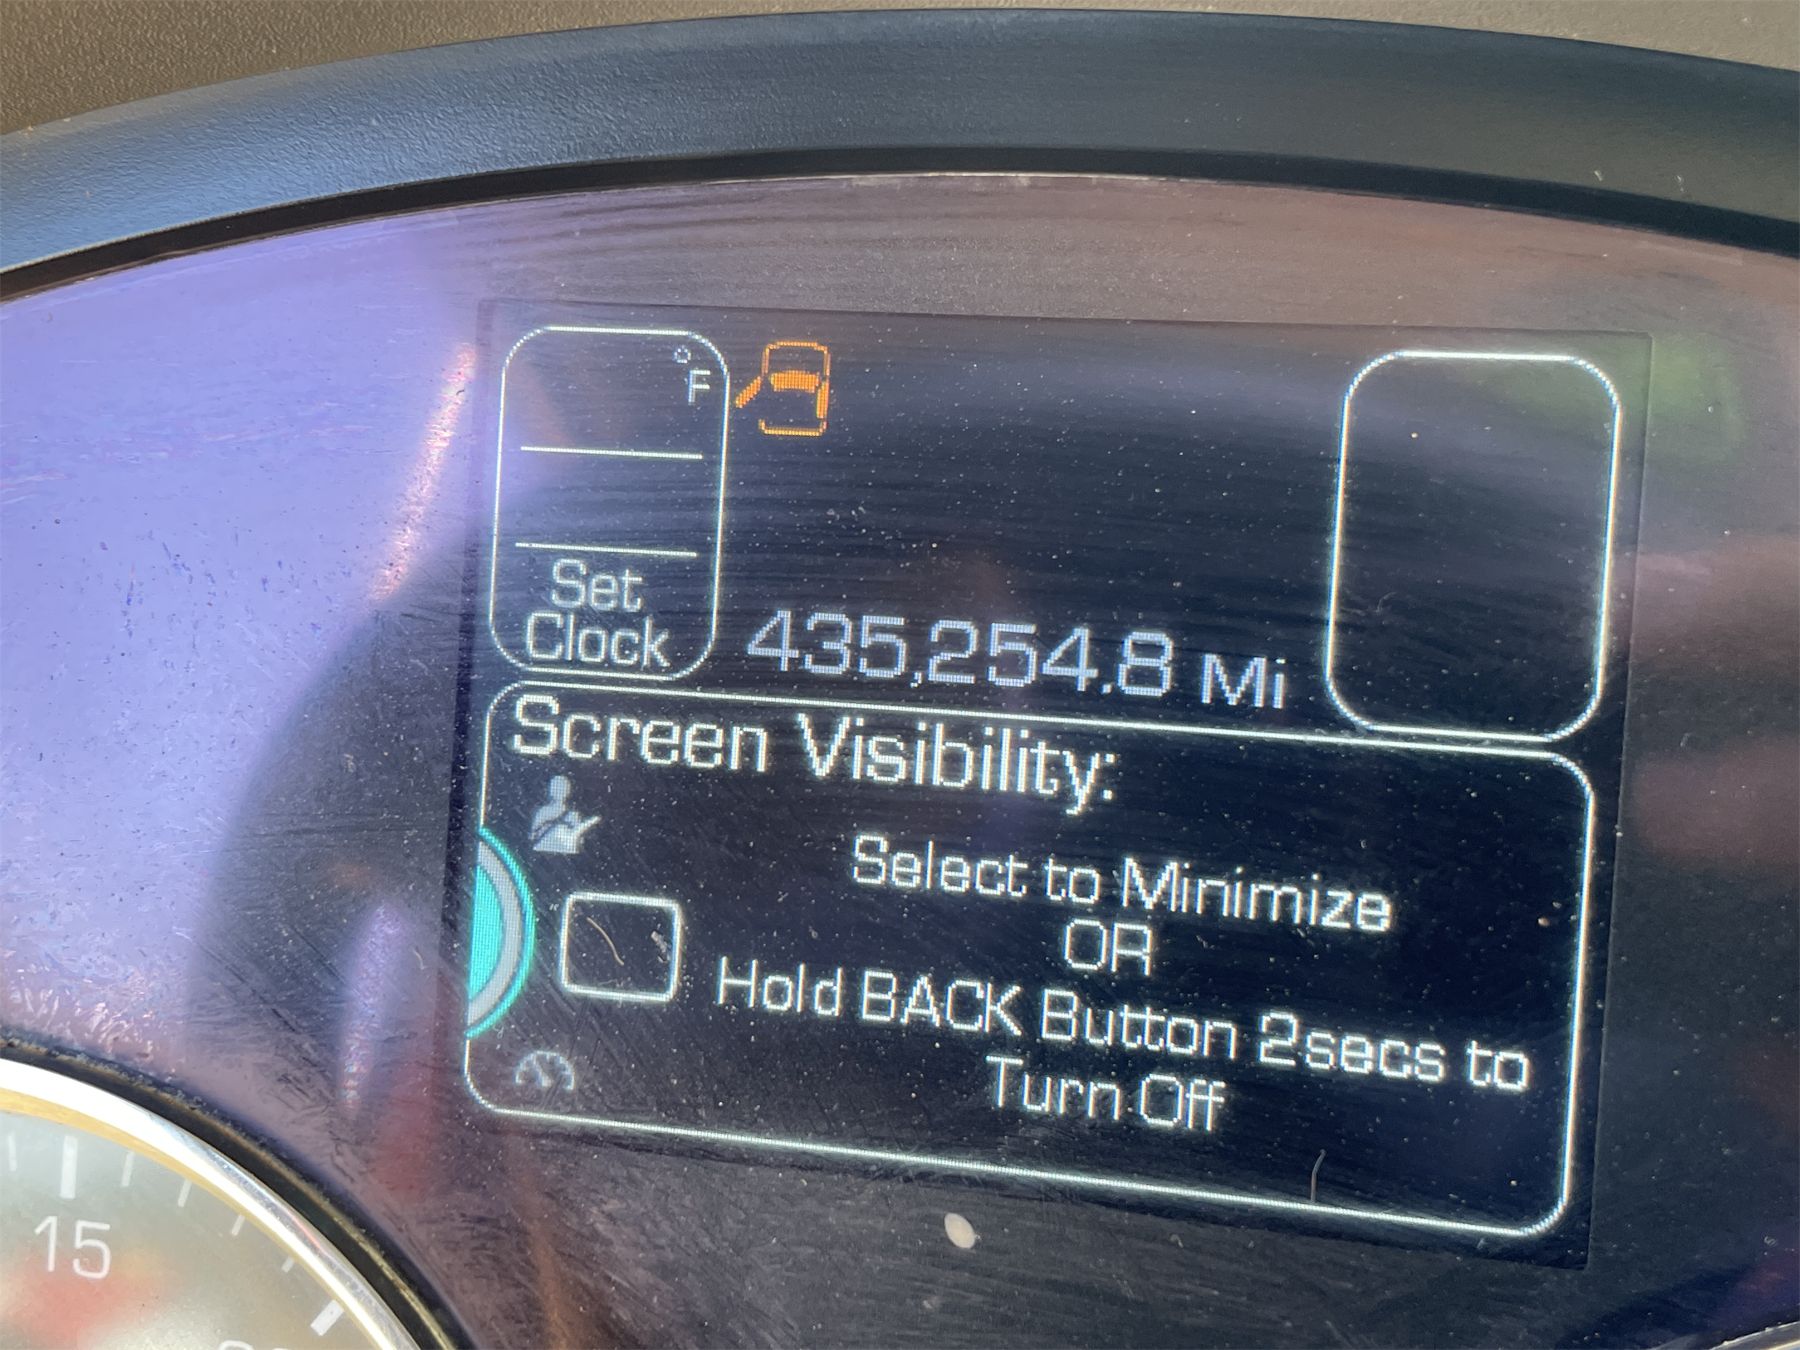 °F
Set
Clock
435,254.8 Mi
Screen Visibility:
Select to Minimize
OR
Hold BACK Button 2secs to
Turn Off
15